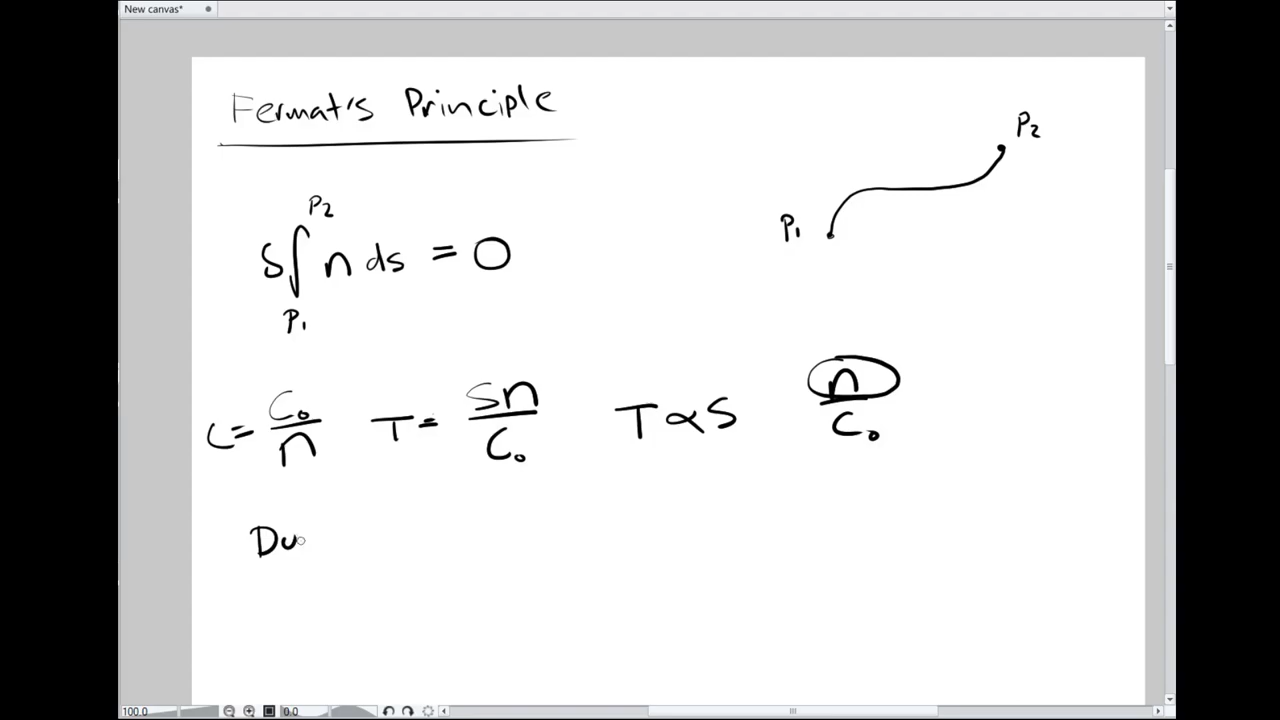 New canvas*
Fermat's Principle
P2
P1
P2
δ∫ n ds = 0
P1
c = c₀/n T = sn/c₀ T ∝ s n/c₀
Du
100.0 0.0